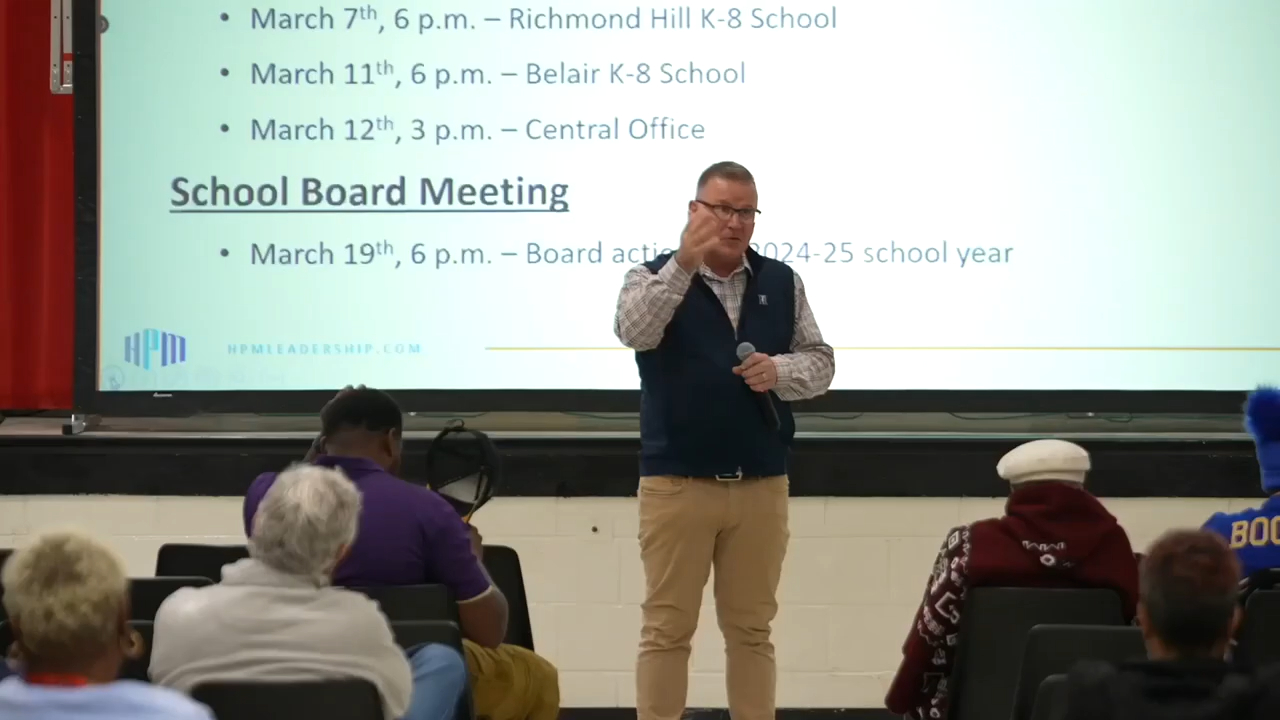 • March 7th, 6 p.m. – Richmond Hill K-8 School
• March 11th, 6 p.m. – Belair K-8 School
• March 12th, 3 p.m. – Central Office
School Board Meeting
• March 19th, 6 p.m. – Board 2024-25 school year
HPM HPMLEADERSHIP.COM
BOO